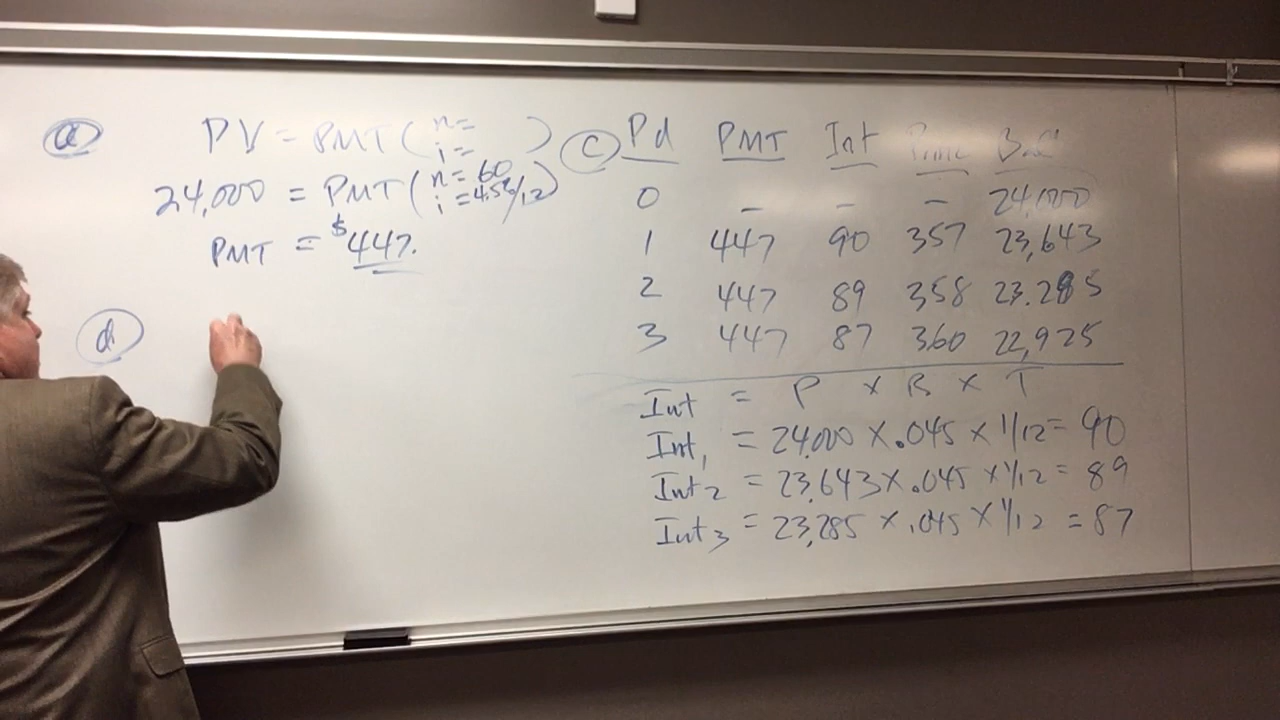 (a) PV = PMT ( n=
i= )
24,000 = PMT ( n= 60
i = 4.5%/12 )
PMT = $447.
(d)
(C) Pd PMT Int Princ Bal
0 - - - 24,000
1 447 90 357 23,643
2 447 89 358 23.285
3 447 87 360 22,925
Int = P x R x T
Int1 = 24,000 x .045 x 1/12 = 90
Int2 = 23,643 x .045 x 1/12 = 89
Int3 = 23,285 x .045 x 1/12 = 87